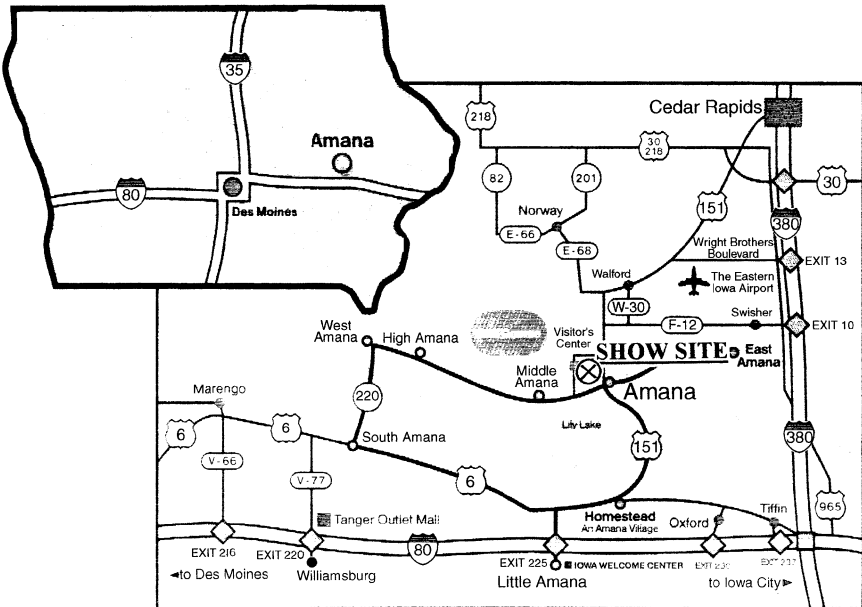 35
Amana
80
Des Moines
Cedar Rapids
218
30
218
82
201
30
151
Norway
380
E-66
E-68
Wright Brothers
Boulevard
EXIT 13
Walford
The Eastern
Iowa Airport
W-30
Swisher
F-12
EXIT 10
West
Amana
High Amana
Visitor's
Center
SHOW SITE
East
Amana
Middle
Amana
Amana
Marengo
220
Lily Lake
6
6
South Amana
151
380
V-66
V-77
6
965
Tanger Outlet Mall
Homestead
An Amana Village
Oxford
Tiffin
EXIT 216
EXIT 220
80
EXIT 225
IOWA WELCOME CENTER
EXIT
EXIT
to Des Moines
Williamsburg
Little Amana
to Iowa City